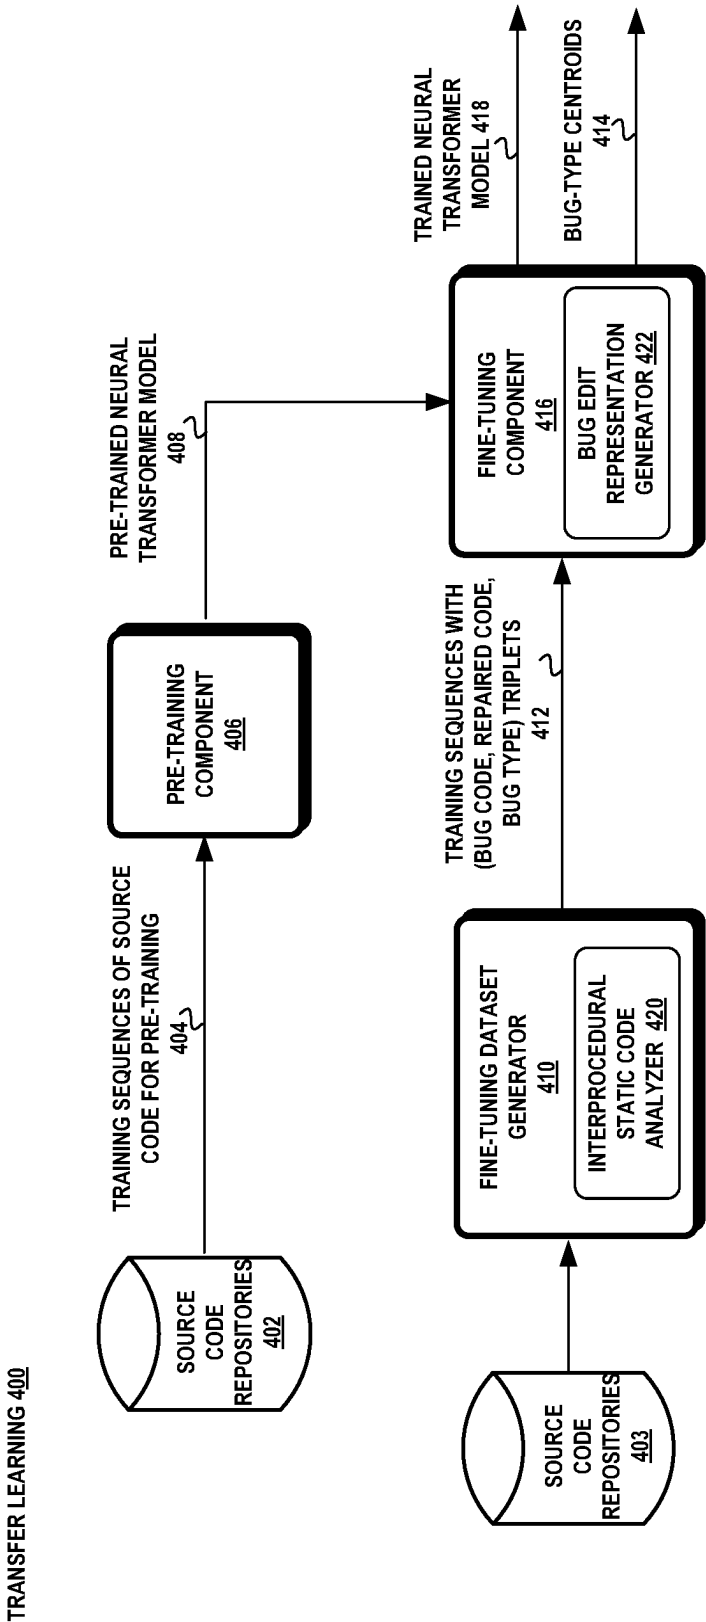 TRANSFER LEARNING 400
SOURCE
CODE
REPOSITORIES
402
TRAINING SEQUENCES OF SOURCE
CODE FOR PRE-TRAINING
404
PRE-TRAINING
COMPONENT
406
PRE-TRAINED NEURAL
TRANSFORMER MODEL
408
SOURCE
CODE
REPOSITORIES
403
FINE-TUNING DATASET
GENERATOR
410
INTERPROCEDURAL
STATIC CODE
ANALYZER 420
TRAINING SEQUENCES WITH
(BUG CODE, REPAIRED CODE,
BUG TYPE) TRIPLETS
412
FINE-TUNING
COMPONENT
416
BUG EDIT
REPRESENTATION
GENERATOR 422
TRAINED NEURAL
TRANSFORMER
MODEL 418
BUG-TYPE CENTROIDS
414